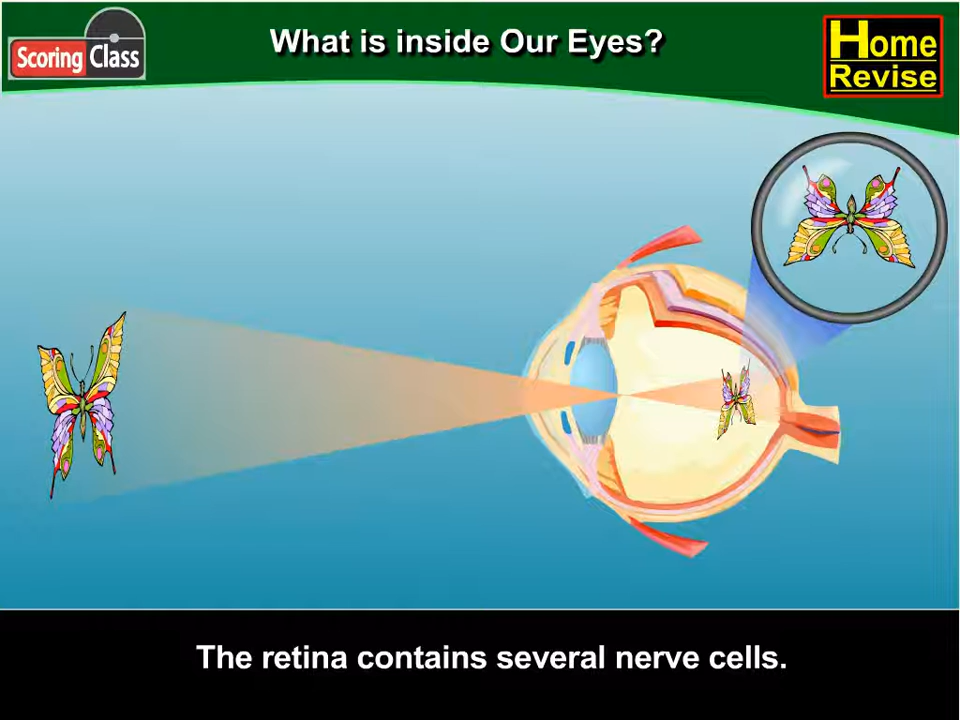 Scoring Class
What is inside Our Eyes?
Home
Revise
The retina contains several nerve cells.